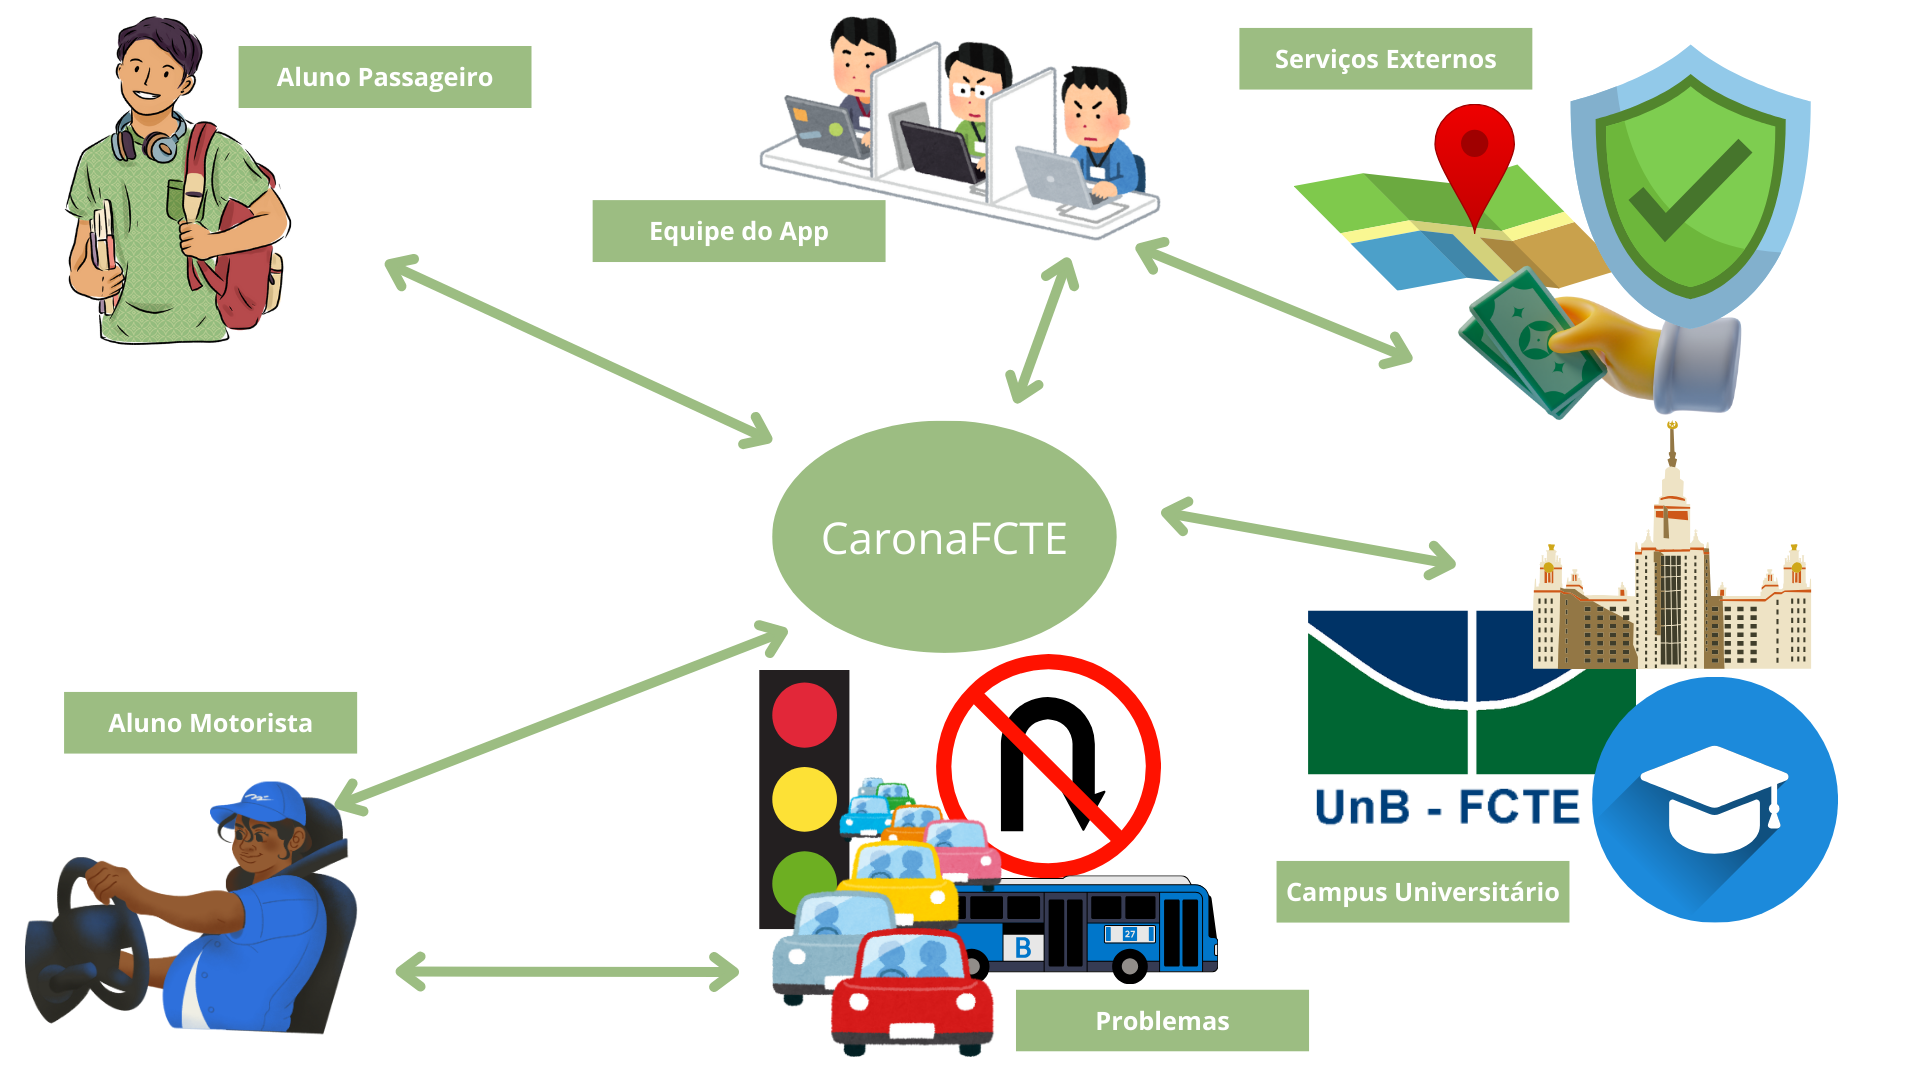 Aluno Passageiro
Serviços Externos
Equipe do App
CaronaFCTE
Aluno Motorista
UnB - FCTE
Campus Universitário
B
27
Problemas